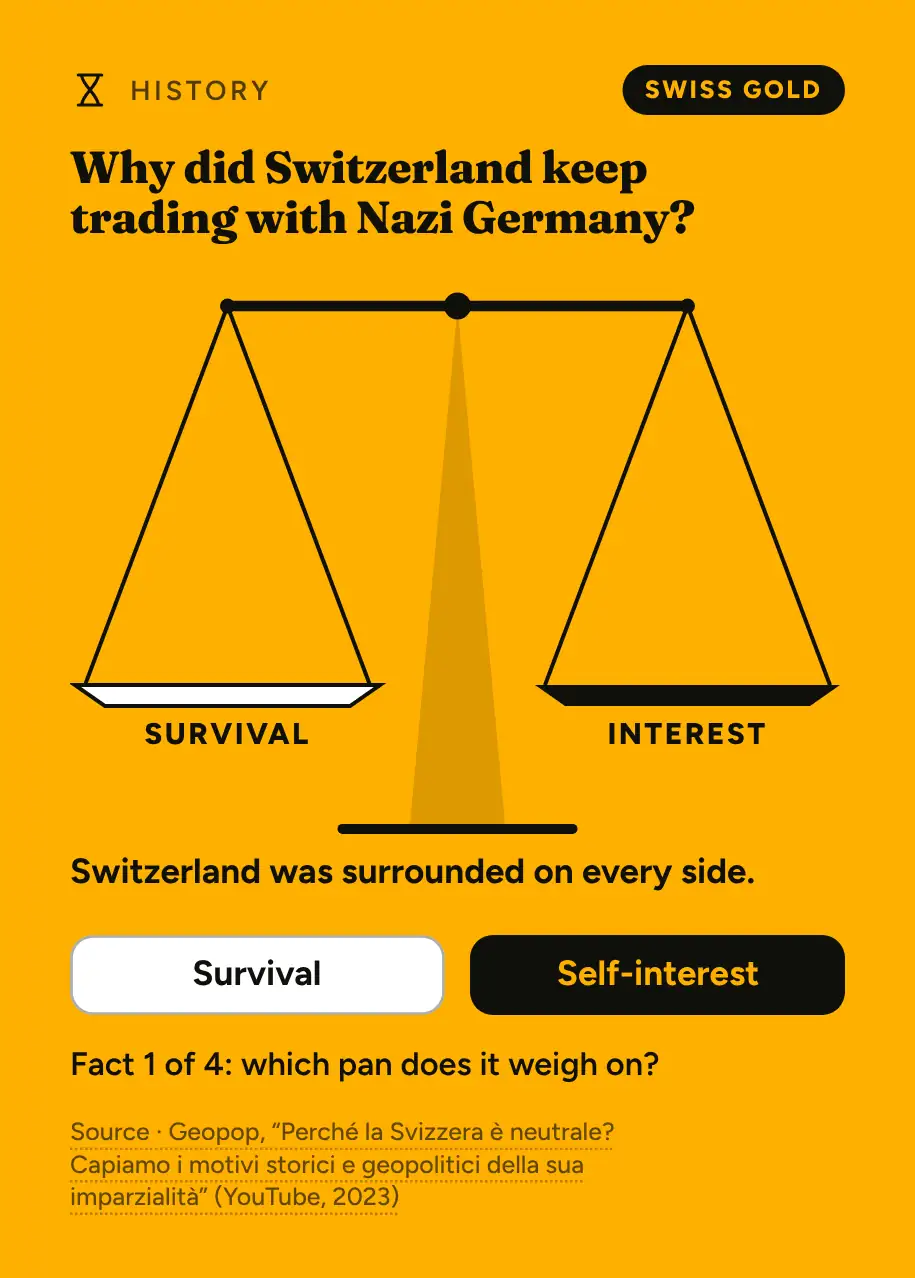 HISTORY
SWISS GOLD
Why did Switzerland keep
trading with Nazi Germany?
SURVIVAL
INTEREST
Switzerland was surrounded on every side.
Survival
Self-interest
Fact 1 of 4: which pan does it weigh on?
Source · Geopop, “Perché la Svizzera è neutrale?
Capiamo i motivi storici e geopolitici della sua
imparzialità” (YouTube, 2023)